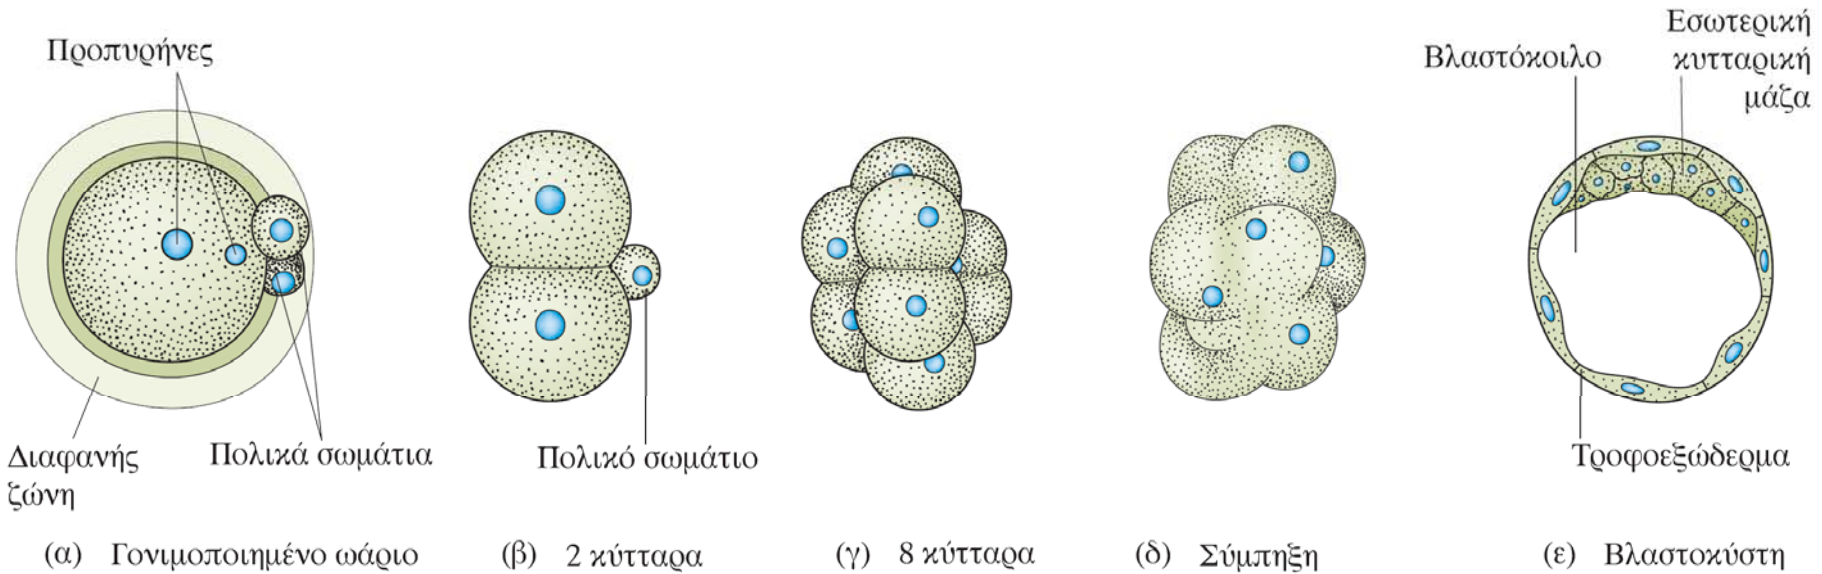 Προπυρήνες
Διαφανής
ζώνη
Πολικά σωμάτια
(α) Γονιμοποιημένο ωάριο
Πολικό σωμάτιο
(β) 2 κύτταρα
(γ) 8 κύτταρα
(δ) Σύμπηξη
Βλαστόκοιλο
Εσωτερική
κυτταρική
μάζα
Τροφοεξώδερμα
(ε) Βλαστοκύστη